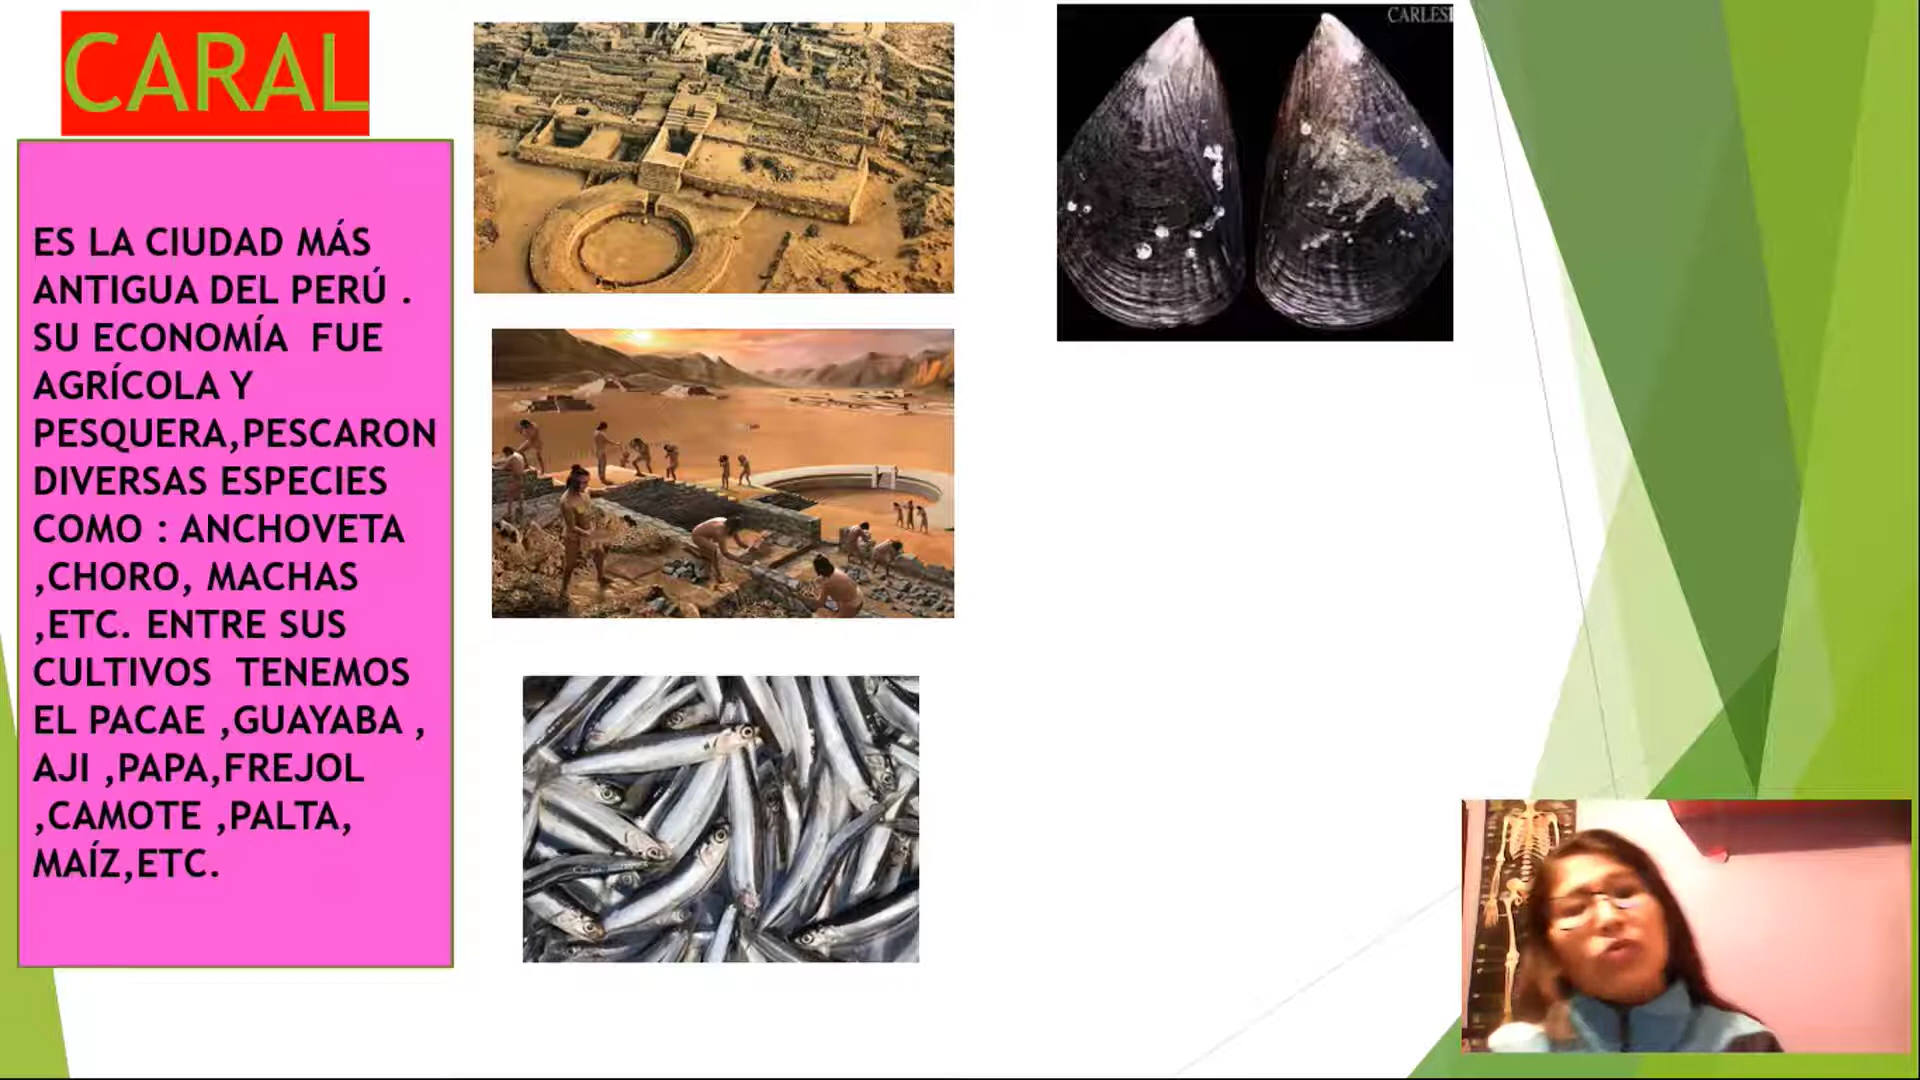 CARAL
ES LA CIUDAD MÁS
ANTIGUA DEL PERÚ .
SU ECONOMÍA FUE
AGRÍCOLA Y
PESQUERA,PESCARON
DIVERSAS ESPECIES
COMO : ANCHOVETA
,CHORO, MACHAS
,ETC. ENTRE SUS
CULTIVOS TENEMOS
EL PACAE ,GUAYABA ,
AJI ,PAPA,FREJOL
,CAMOTE ,PALTA,
MAÍZ,ETC.